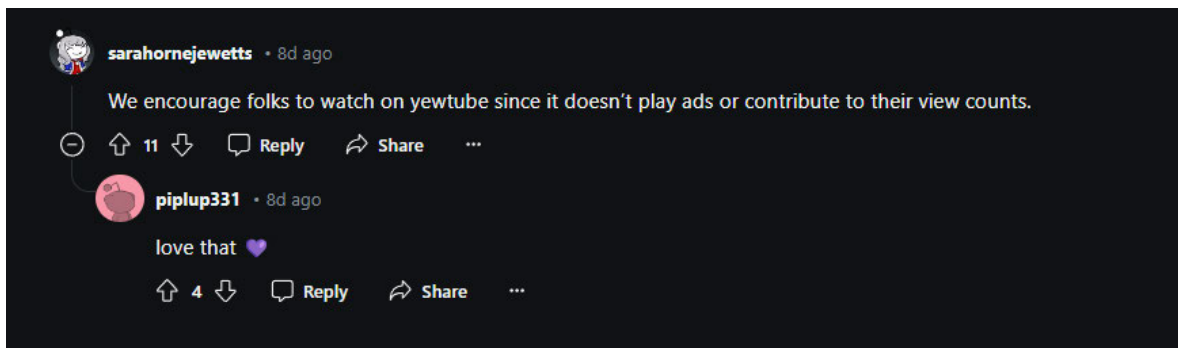 sarahornejewetts • 8d ago
We encourage folks to watch on yewtube since it doesn't play ads or contribute to their view counts.
11 Reply Share ...
piplup331 • 8d ago
love that 💜
4 Reply Share ...